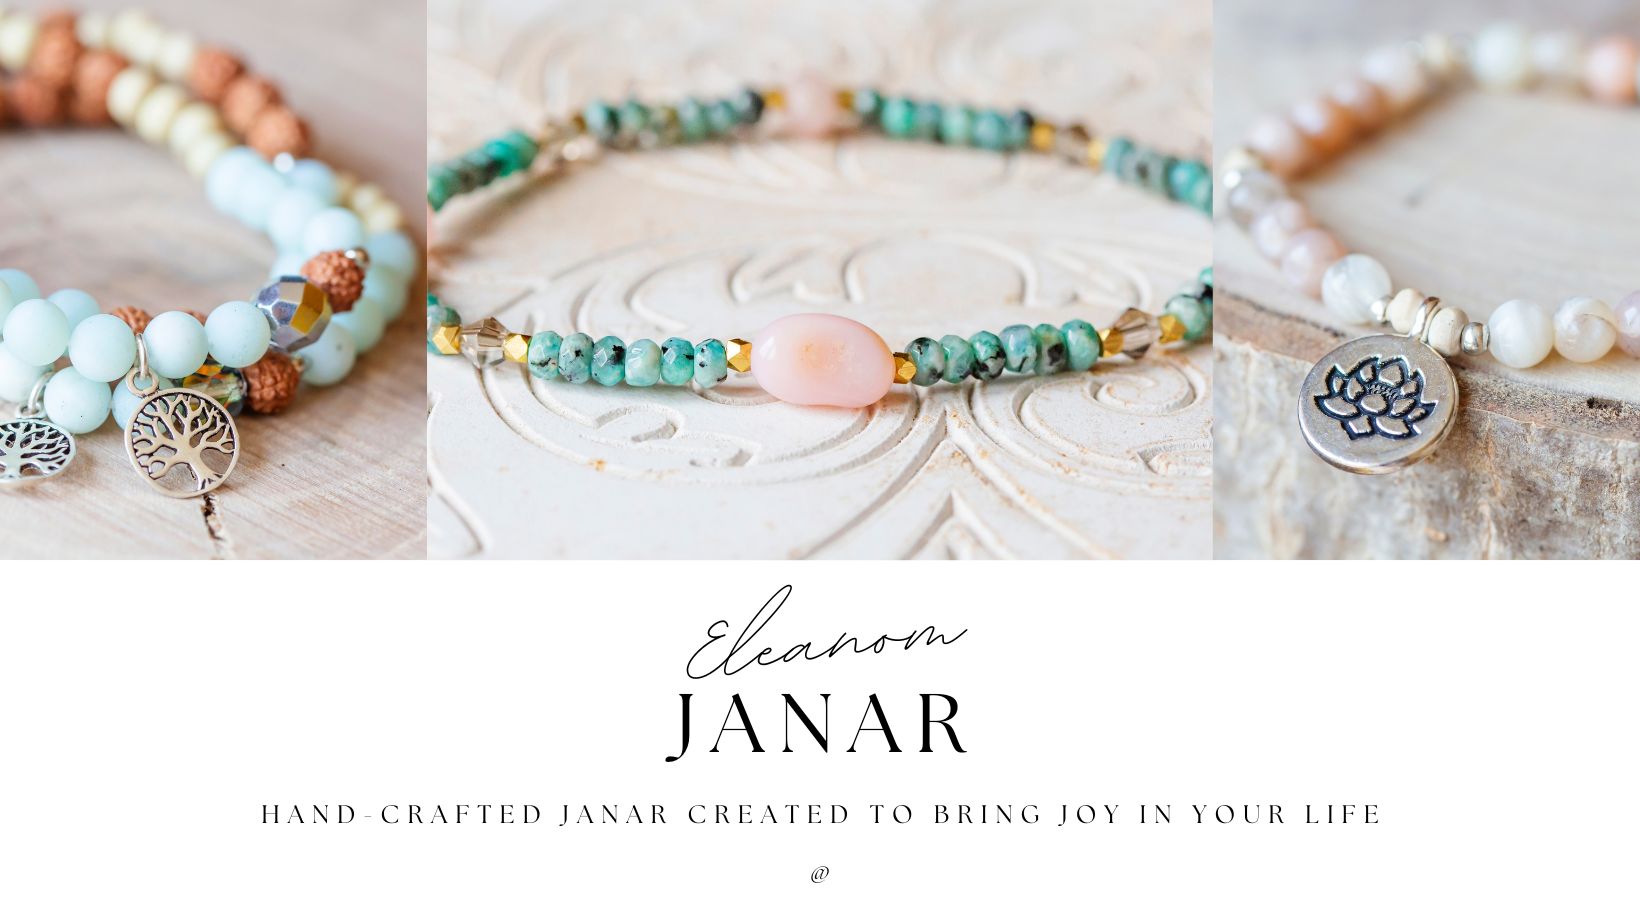 Eleanom
JANAR
HAND-CRAFTED JANAR CREATED TO BRING JOY IN YOUR LIFE
@